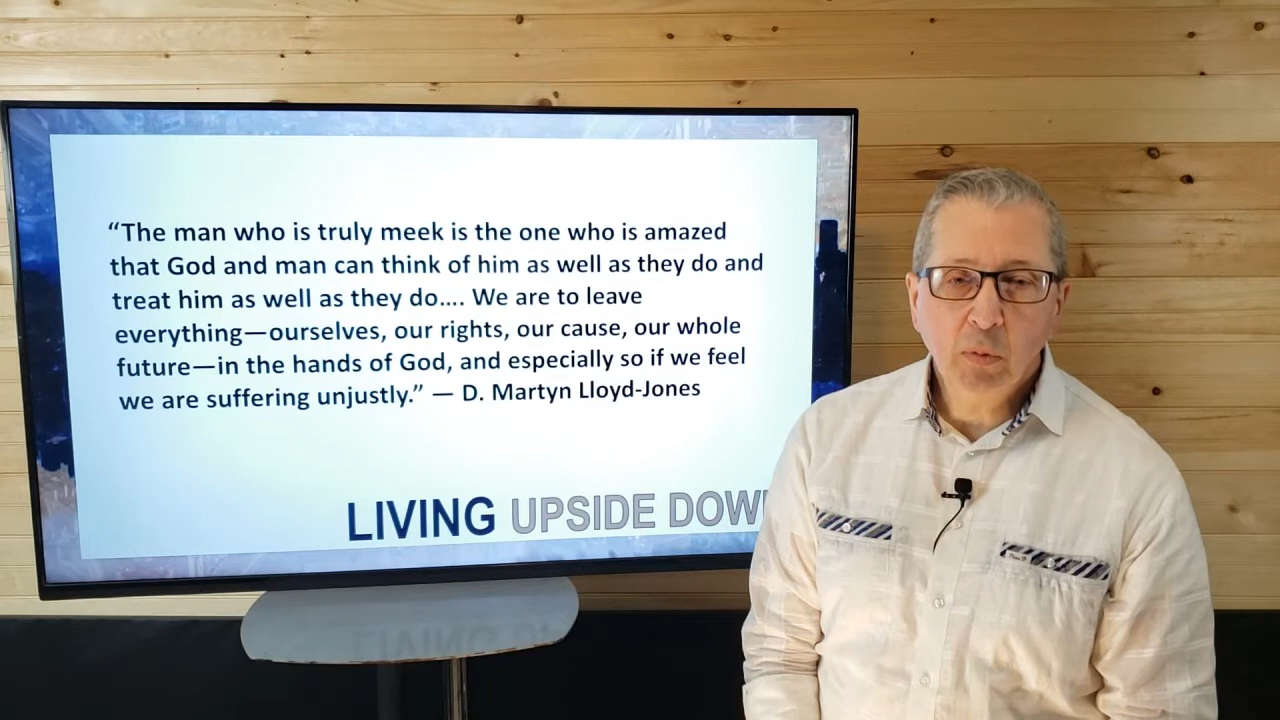 “The man who is truly meek is the one who is amazed
that God and man can think of him as well as they do and
treat him as well as they do.... We are to leave
everything—ourselves, our rights, our cause, our whole
future—in the hands of God, and especially so if we feel
we are suffering unjustly.” — D. Martyn Lloyd-Jones
LIVING UPSIDE DOW